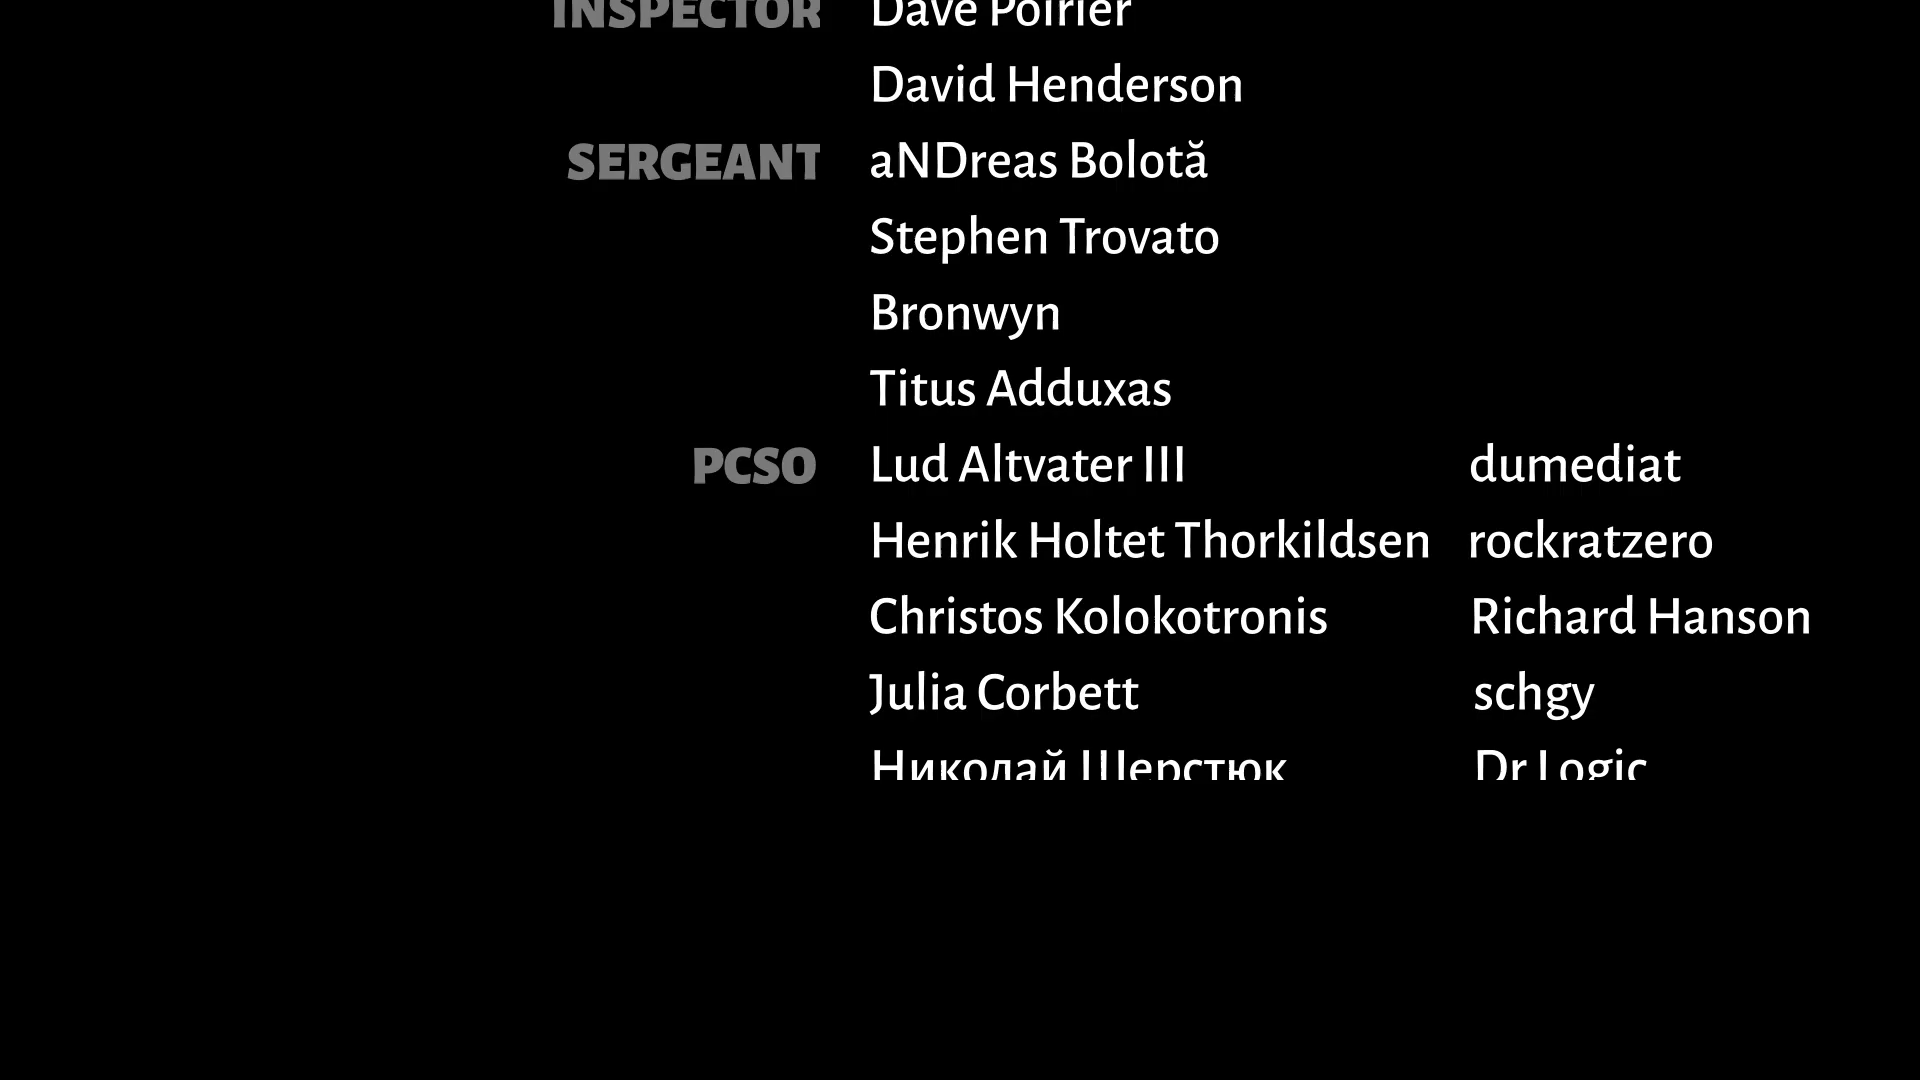 INSPECTOR Dave Poirier
David Henderson
SERGEANT aNDreas Bolotă
Stephen Trovato
Bronwyn
Titus Adduxas
PCSO Lud Altvater III dumediat
Henrik Holtet Thorkildsen rockratzero
Christos Kolokotronis Richard Hanson
Julia Corbett schgy
Николай Шерстюк Dr Logic